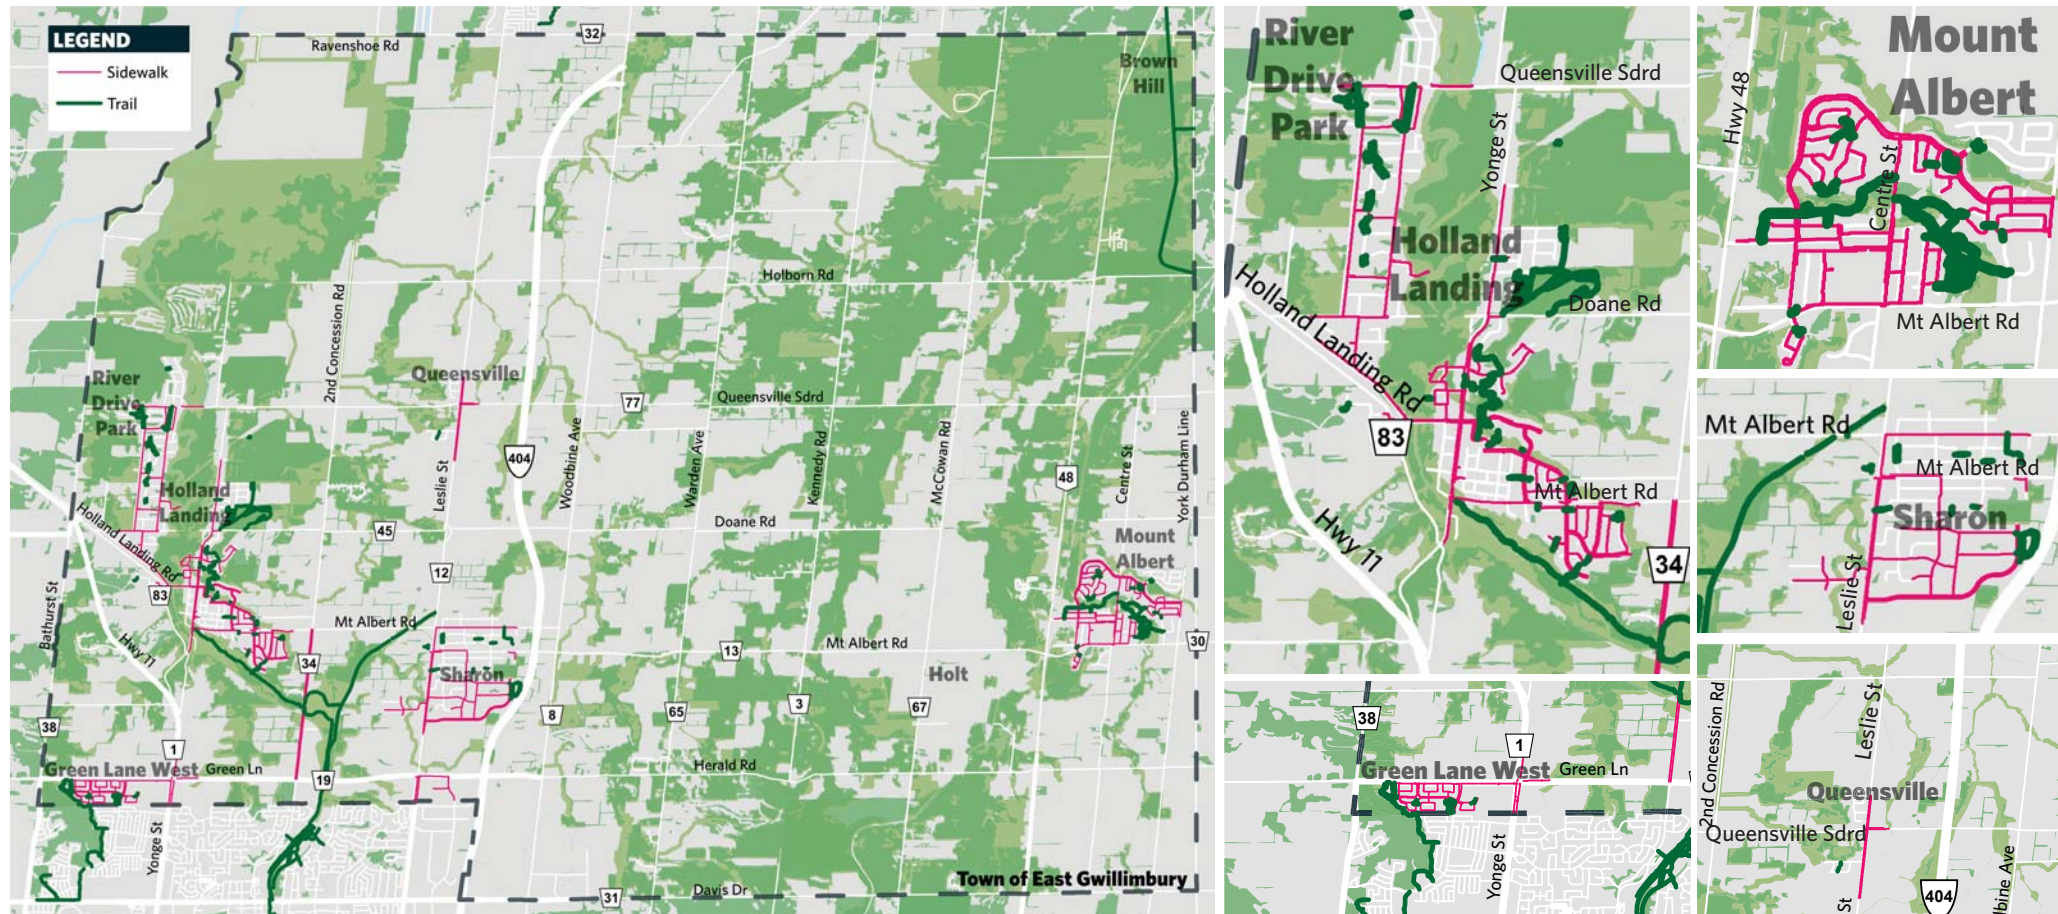 LEGEND
Sidewalk
Trail
Ravenshoe Rd
32
Brown
Hill
Holborn Rd
2nd Concession Rd
River
Drive
Park
Queensville
77
Queensville Sdrd
404
Woodbine Ave
Warden Ave
Kennedy Rd
McCowan Rd
48
Centre St
York Durham Line
Leslie St
Holland
Landing
Holland Landing Rd
45
Doane Rd
12
Mount
Albert
83
Bathurst St
Hwy 11
Mt Albert Rd
34
Sharon
13
Mt Albert Rd
Holt
30
38
8
65
3
67
1
Green Lane West
Green Ln
19
Herald Rd
Yonge St
31
Davis Dr
Town of East Gwillimbury
River
Drive
Park
Queensville Sdrd
Yonge St
Holland
Landing
Holland Landing Rd
Doane Rd
83
Mt Albert Rd
Hwy 11
34
Mount
Albert
Hwy 48
Centre St
Mt Albert Rd
Mt Albert Rd
Mt Albert Rd
Sharon
Leslie St
38
1
Green Lane West
Green Ln
Yonge St
2nd Concession Rd
Leslie St
Queensville
Queensville Sdrd
404
bine Ave
St